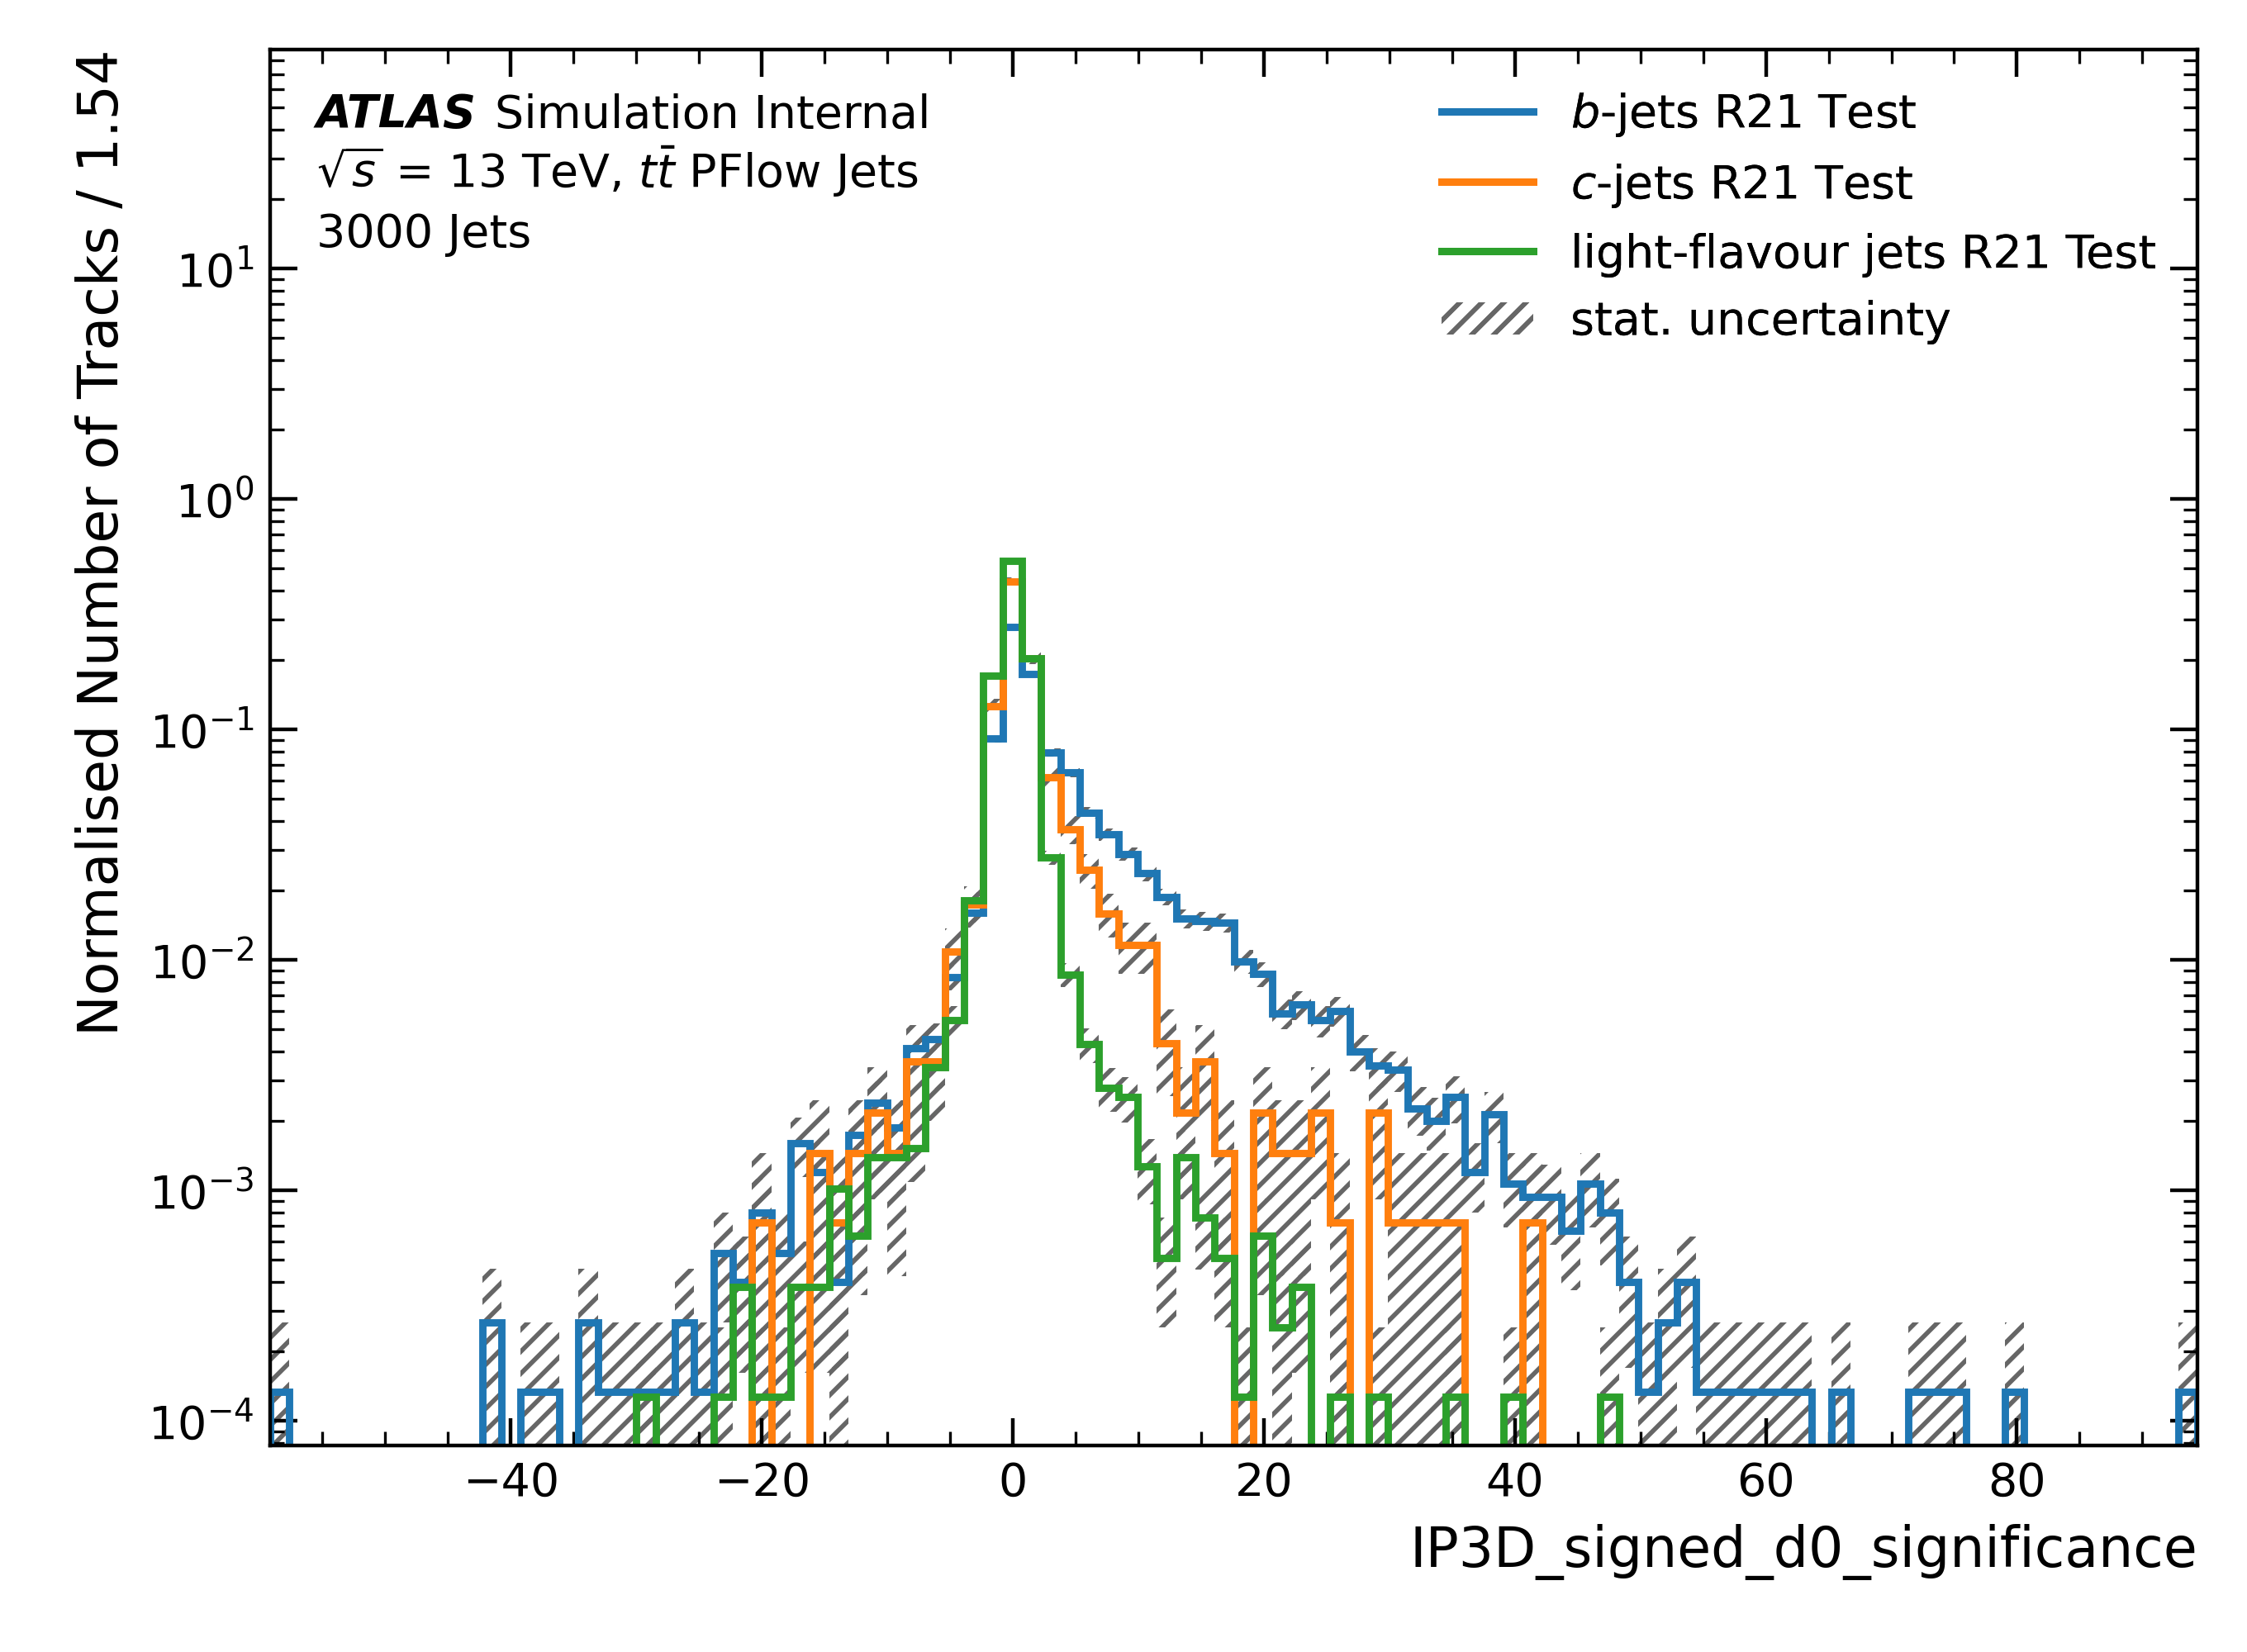 Normalised Number of Tracks / 1.54
ATLAS Simulation Internal
√s = 13 TeV, tt̄ PFlow Jets
3000 Jets
b-jets R21 Test
c-jets R21 Test
light-flavour jets R21 Test
stat. uncertainty
10¹
10⁰
10⁻¹
10⁻²
10⁻³
10⁻⁴
−40 −20 0 20 40 60 80
IP3D_signed_d0_significance